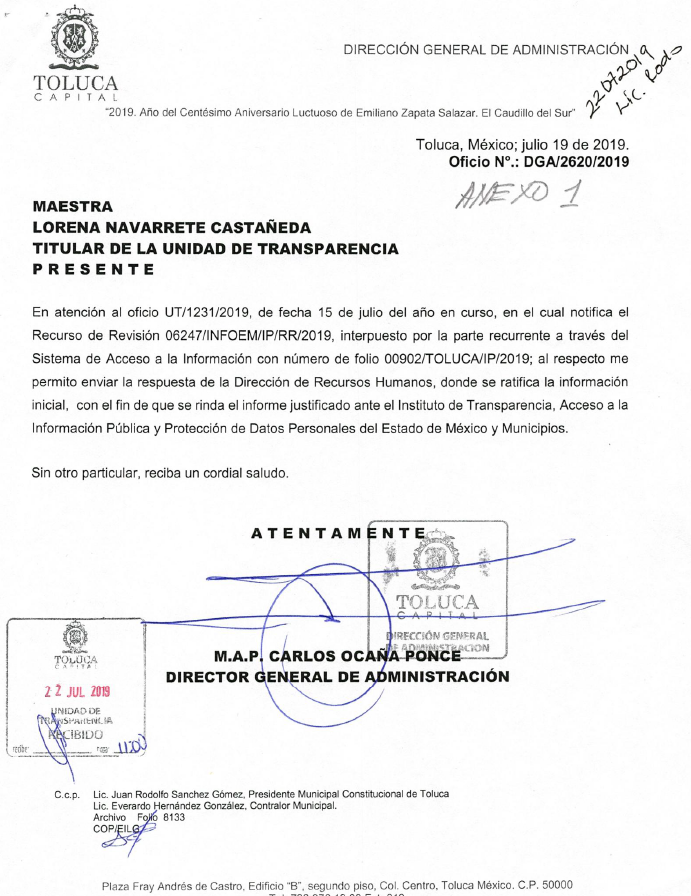 TOLUCA
CAPITAL
DIRECCIÓN GENERAL DE ADMINISTRACIÓN
22072019
Lic. Rodo
"2019. Año del Centésimo Aniversario Luctuoso de Emiliano Zapata Salazar. El Caudillo del Sur"
Toluca, México; julio 19 de 2019.
Oficio Nº.: DGA/2620/2019
ANEXO 1
MAESTRA
LORENA NAVARRETE CASTAÑEDA
TITULAR DE LA UNIDAD DE TRANSPARENCIA
P R E S E N T E
En atención al oficio UT/1231/2019, de fecha 15 de julio del año en curso, en el cual notifica el
Recurso de Revisión 06247/INFOEM/IP/RR/2019, interpuesto por la parte recurrente a través del
Sistema de Acceso a la Información con número de folio 00902/TOLUCA/IP/2019; al respecto me
permito enviar la respuesta de la Dirección de Recursos Humanos, donde se ratifica la información
inicial, con el fin de que se rinda el informe justificado ante el Instituto de Transparencia, Acceso a la
Información Pública y Protección de Datos Personales del Estado de México y Municipios.
Sin otro particular, reciba un cordial saludo.
A T E N T A M E N T E
TOLUCA
CAPITAL
DIRECCIÓN GENERAL
DE ADMINISTRACION
M.A.P. CARLOS OCAÑA PONCE
DIRECTOR GENERAL DE ADMINISTRACIÓN
TOLUCA
CAPITAL
22 JUL 2019
UNIDAD DE
TRANSPARENCIA
RECIBIDO
11:00
C.c.p. Lic. Juan Rodolfo Sanchez Gómez, Presidente Municipal Constitucional de Toluca
Lic. Everardo Hernández González, Contralor Municipal.
Archivo Folio 8133
COP/EILG
Plaza Fray Andrés de Castro, Edificio "B", segundo piso, Col. Centro, Toluca México, C.P. 50000